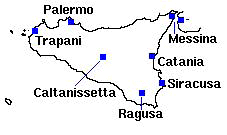 Palermo
Trapani
Messina
Catania
Siracusa
Caltanissetta
Ragusa